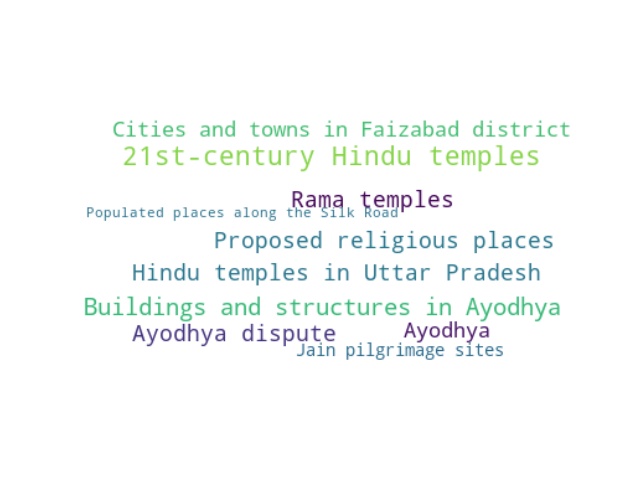 Cities and towns in Faizabad district
21st-century Hindu temples
Rama temples
Populated places along the Silk Road
Proposed religious places
Hindu temples in Uttar Pradesh
Buildings and structures in Ayodhya
Ayodhya dispute
Ayodhya
Jain pilgrimage sites